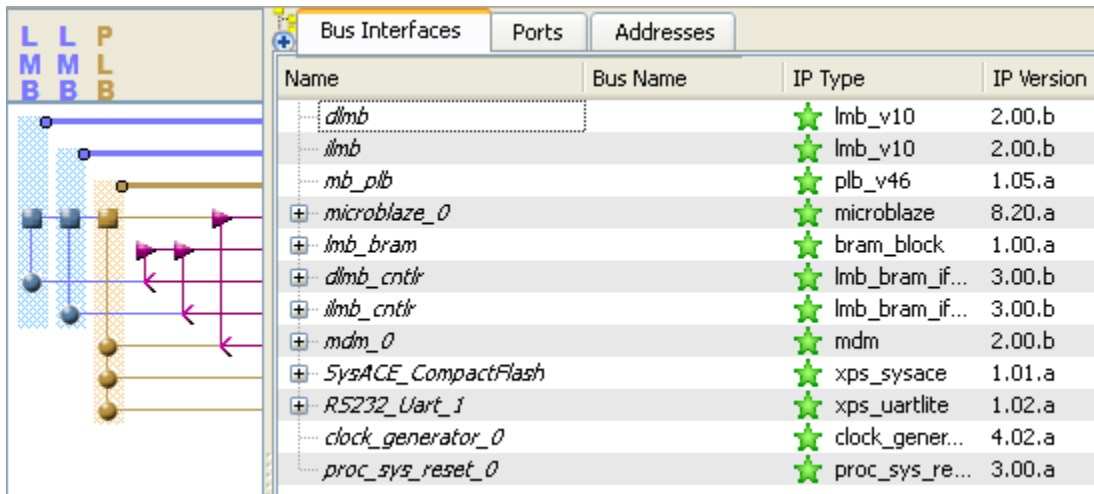 LMB LMB PLB
Bus Interfaces Ports Addresses
Name Bus Name IP Type IP Version
dlmb lmb_v10 2.00.b
ilmb lmb_v10 2.00.b
mb_plb plb_v46 1.05.a
microblaze_0 microblaze 8.20.a
lmb_bram bram_block 1.00.a
dlmb_cntlr lmb_bram_if... 3.00.b
ilmb_cntlr lmb_bram_if... 3.00.b
mdm_0 mdm 2.00.b
SysACE_CompactFlash xps_sysace 1.01.a
RS232_Uart_1 xps_uartlite 1.02.a
clock_generator_0 clock_gener... 4.02.a
proc_sys_reset_0 proc_sys_re... 3.00.a